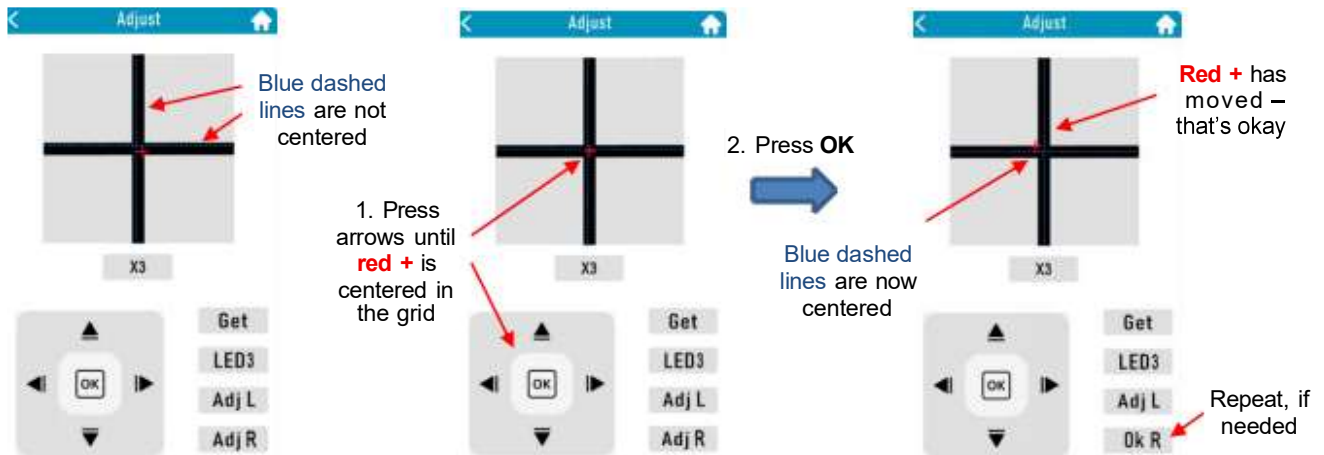 Adjust
Blue dashed
lines are not
centered
X3
Get
LED3
OK
Adj L
Adj R
Adjust
1. Press
arrows until
red + is
centered in
the grid
X3
Get
LED3
OK
Adj L
Adj R
2. Press OK
Adjust
Red + has
moved –
that's okay
Blue dashed
lines are now
centered
X3
Get
LED3
OK
Adj L
Ok R
Repeat, if
needed